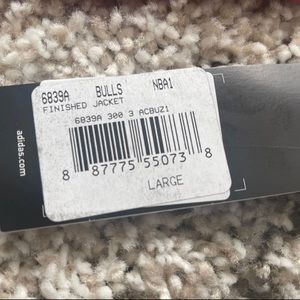 6839A BULLS NBA1
FINISHED JACKET
6839A 300 3 ACBUZ1
8 87775 55073 8
LARGE
adidas.com